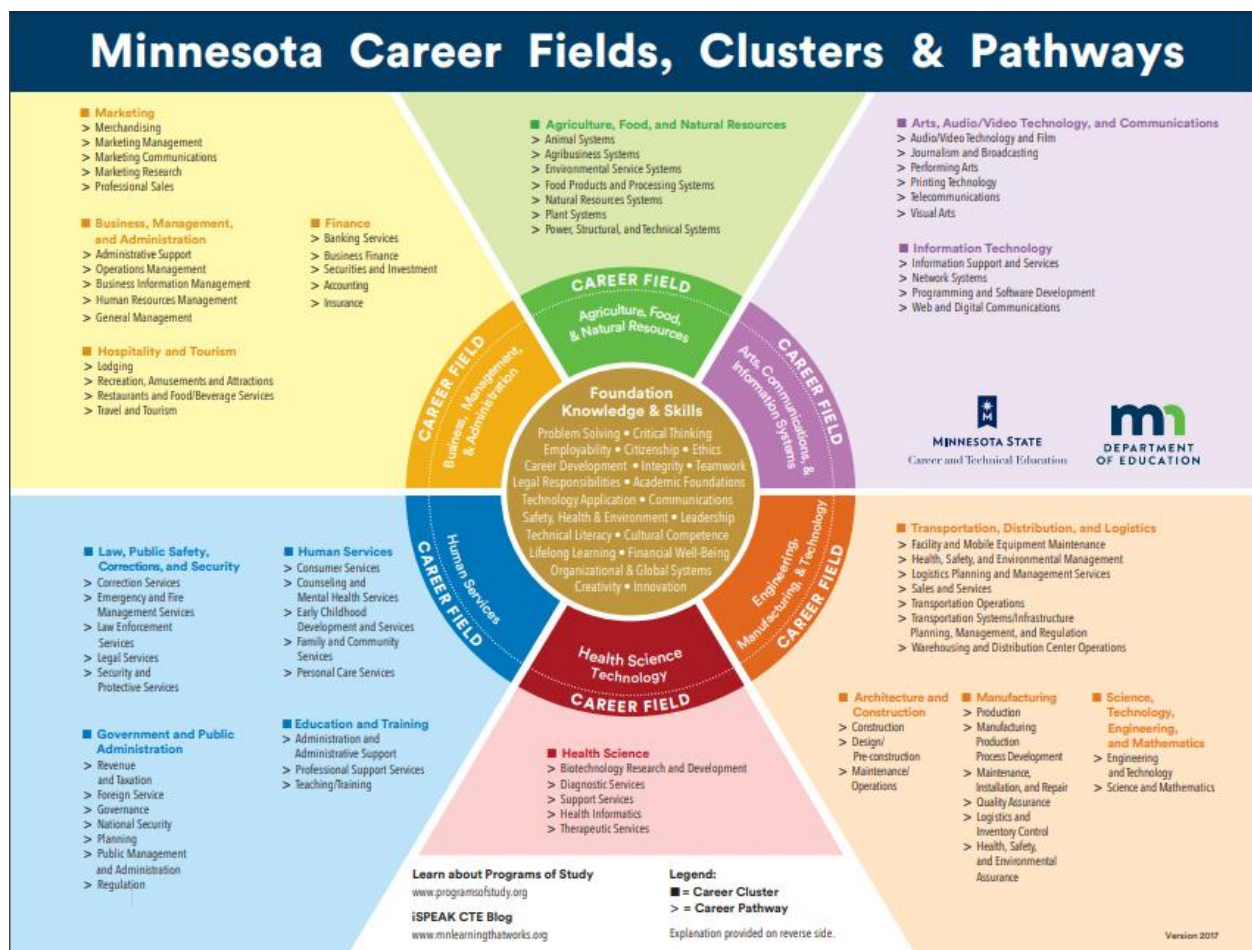 Minnesota Career Fields, Clusters & Pathways
■ Marketing
> Merchandising
> Marketing Management
> Marketing Communications
> Marketing Research
> Professional Sales
■ Business, Management,
and Administration
> Administrative Support
> Operations Management
> Business Information Management
> Human Resources Management
> General Management
■ Finance
> Banking Services
> Business Finance
> Securities and Investment
> Accounting
> Insurance
■ Hospitality and Tourism
> Lodging
> Recreation, Amusements and Attractions
> Restaurants and Food/Beverage Services
> Travel and Tourism
■ Agriculture, Food, and Natural Resources
> Animal Systems
> Agribusiness Systems
> Environmental Service Systems
> Food Products and Processing Systems
> Natural Resources Systems
> Plant Systems
> Power, Structural, and Technical Systems
■ Arts, Audio/Video Technology, and Communications
> Audio/Video Technology and Film
> Journalism and Broadcasting
> Performing Arts
> Printing Technology
> Telecommunications
> Visual Arts
■ Information Technology
> Information Support and Services
> Network Systems
> Programming and Software Development
> Web and Digital Communications
M
MINNESOTA STATE
Career and Technical Education
mn
DEPARTMENT
OF EDUCATION
CAREER FIELD
Agriculture, Food,
& Natural Resources
CAREER FIELD
Business, Management,
& Administration
CAREER FIELD
Arts, Communications, &
Information Systems
Foundation
Knowledge & Skills
Problem Solving • Critical Thinking
Employability • Citizenship • Ethics
Career Development • Integrity • Teamwork
Legal Responsibilities • Academic Foundations
Technology Application • Communications
Safety, Health & Environment • Leadership
Technical Literacy • Cultural Competence
Lifelong Learning • Financial Well-Being
Organizational & Global Systems
Creativity • Innovation
Human Services
CAREER FIELD
Engineering,
Manufacturing, & Technology
CAREER FIELD
Health Science
Technology
CAREER FIELD
■ Law, Public Safety,
Corrections, and Security
> Correction Services
> Emergency and Fire
Management Services
> Law Enforcement
Services
> Legal Services
> Security and
Protective Services
■ Human Services
> Consumer Services
> Counseling and
Mental Health Services
> Early Childhood
Development and Services
> Family and Community
Services
> Personal Care Services
■ Government and Public
Administration
> Revenue
and Taxation
> Foreign Service
> Governance
> National Security
> Planning
> Public Management
and Administration
> Regulation
■ Education and Training
> Administration and
Administrative Support
> Professional Support Services
> Teaching/Training
■ Health Science
> Biotechnology Research and Development
> Diagnostic Services
> Support Services
> Health Informatics
> Therapeutic Services
■ Transportation, Distribution, and Logistics
> Facility and Mobile Equipment Maintenance
> Health, Safety, and Environmental Management
> Logistics Planning and Management Services
> Sales and Services
> Transportation Operations
> Transportation Systems/Infrastructure
Planning, Management, and Regulation
> Warehousing and Distribution Center Operations
■ Architecture and
Construction
> Construction
> Design/
Pre-construction
> Maintenance/
Operations
■ Manufacturing
> Production
> Manufacturing
Production
Process Development
> Maintenance,
Installation, and Repair
> Quality Assurance
> Logistics and
Inventory Control
> Health, Safety,
and Environmental
Assurance
■ Science,
Technology,
Engineering,
and Mathematics
> Engineering
and Technology
> Science and Mathematics
Learn about Programs of Study
www.programsofstudy.org
iSPEAK CTE Blog
www.mnlearningthatworks.org
Legend:
■ = Career Cluster
> = Career Pathway
Explanation provided on reverse side.
Version 2017